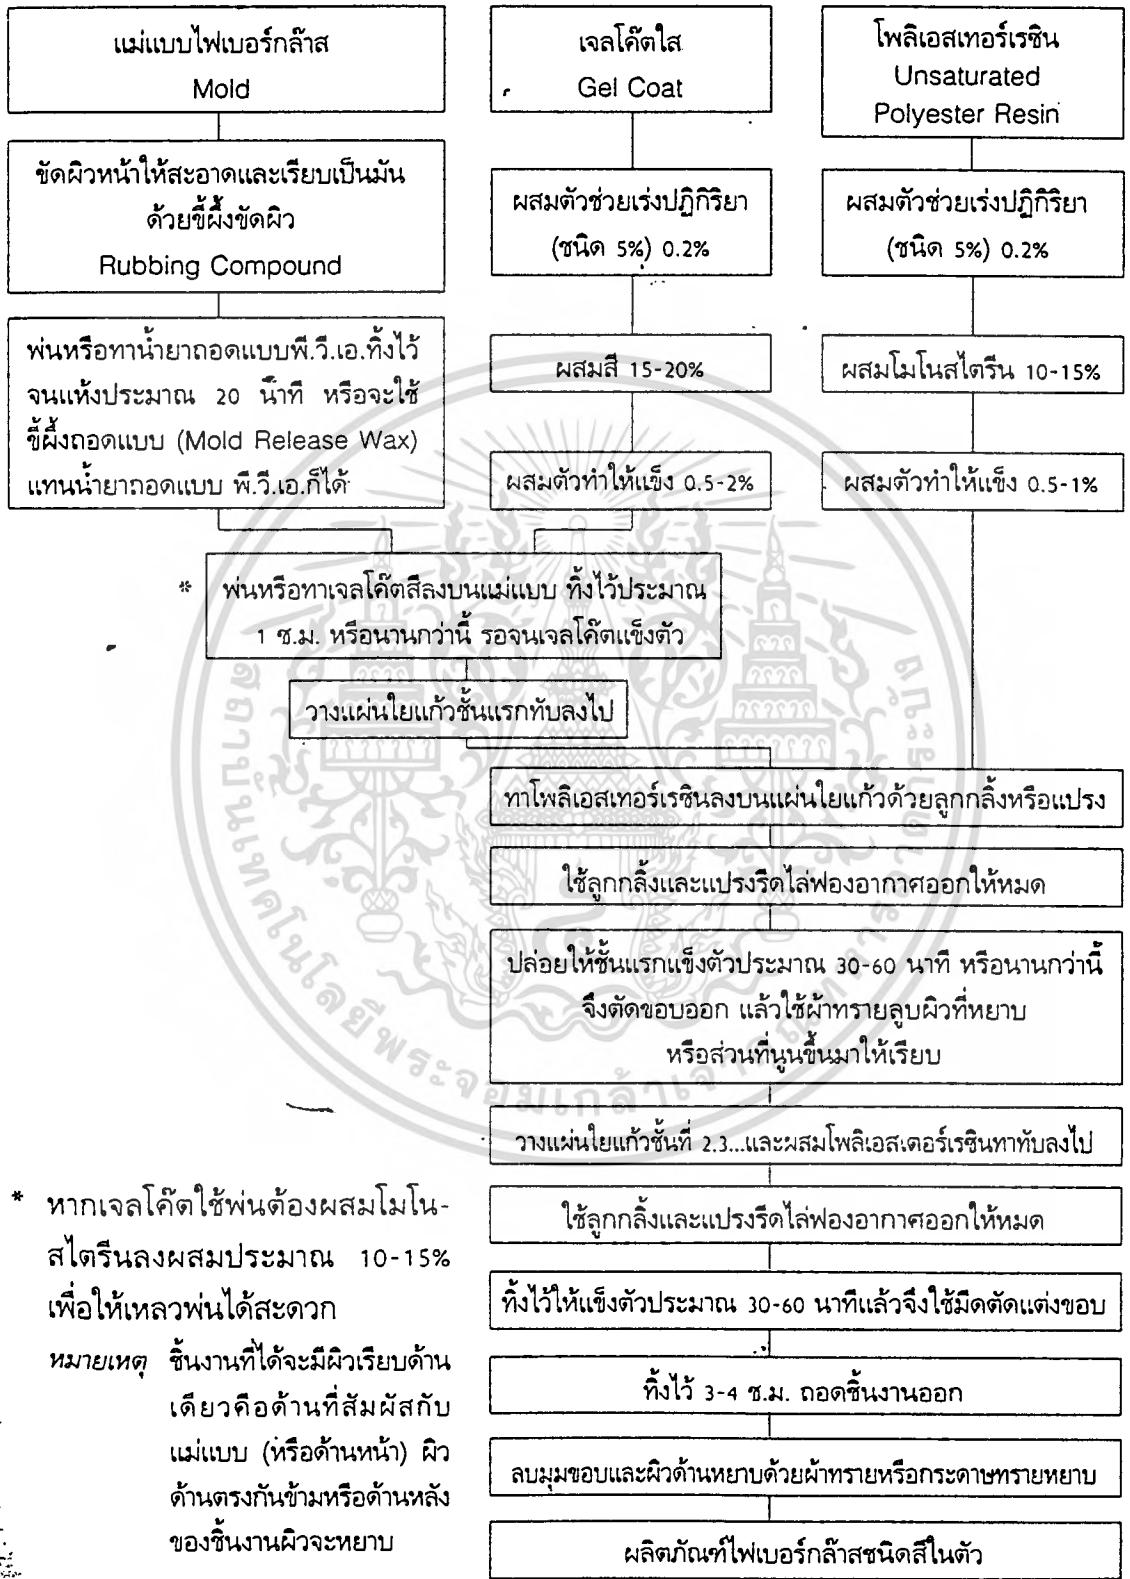 แม่แบบไฟเบอร์กล๊าส
Mold
เจลโค๊ตใส
Gel Coat
โพลิเอสเทอร์เรซิน
Unsaturated
Polyester Resin
ขัดผิวหน้าให้สะอาดและเรียบเป็นมัน
ด้วยขี้ผึ้งขัดผิว
Rubbing Compound
ผสมตัวช่วยเร่งปฏิกิริยา
(ชนิด 5%) 0.2%
ผสมตัวช่วยเร่งปฏิกิริยา
(ชนิด 5%) 0.2%
พ่นหรือทาน้ำยาถอดแบบพี.วี.เอ.ทิ้งไว้
จนแห้งประมาณ 20 นาที หรือจะใช้
ขี้ผึ้งถอดแบบ (Mold Release Wax)
แทนน้ำยาถอดแบบ พี.วี.เอ.ก็ได้
ผสมสี 15-20%
ผสมโมโนสไตรีน 10-15%
ผสมตัวทำให้แข็ง 0.5-2%
ผสมตัวทำให้แข็ง 0.5-1%
* พ่นหรือทาเจลโค๊ตสีลงบนแม่แบบ ทิ้งไว้ประมาณ
1 ช.ม. หรือนานกว่านี้ รอจนเจลโค๊ตแข็งตัว
วางแผ่นใยแก้วชั้นแรกทับลงไป
ทาโพลิเอสเทอร์เรซินลงบนแผ่นใยแก้วด้วยลูกกลิ้งหรือแปรง
ใช้ลูกกลิ้งและแปรงรีดไล่ฟองอากาศออกให้หมด
ปล่อยให้ชั้นแรกแข็งตัวประมาณ 30-60 นาที หรือนานกว่านี้
จึงตัดขอบออก แล้วใช้ผ้าทรายลูบผิวที่หยาบ
หรือส่วนที่นูนขึ้นมาให้เรียบ
วางแผ่นใยแก้วชั้นที่ 2.3...และผสมโพลิเอสเตอร์เรซินทาทับลงไป
ใช้ลูกกลิ้งและแปรงรีดไล่ฟองอากาศออกให้หมด
ทิ้งไว้ให้แข็งตัวประมาณ 30-60 นาทีแล้วจึงใช้มีดตัดแต่งขอบ
ทิ้งไว้ 3-4 ช.ม. ถอดชิ้นงานออก
ลบมุมขอบและผิวด้านหยาบด้วยผ้าทรายหรือกระดาษทรายหยาบ
ผลิตภัณฑ์ไฟเบอร์กล๊าสชนิดสีในตัว
* หากเจลโค๊ตใช้พ่นต้องผสมโมโน-
สไตรีนลงผสมประมาณ 10-15%
เพื่อให้เหลวพ่นได้สะดวก
หมายเหตุ ชิ้นงานที่ได้จะมีผิวเรียบด้าน
เดียวคือด้านที่สัมผัสกับ
แม่แบบ (หรือด้านหน้า) ผิว
ด้านตรงกันข้ามหรือด้านหลัง
ของชิ้นงานผิวจะหยาบ
สถาบันเทคโนโลยีพระจอมเกล้าเจ้าคุณทหารลาดกระบัง